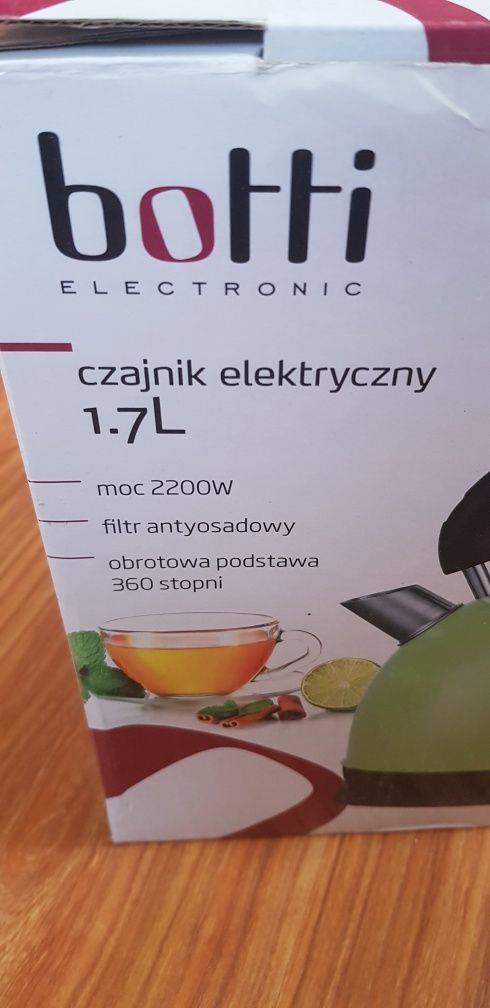 botti
ELECTRONIC
czajnik elektryczny
1.7L
moc 2200W
filtr antyosadowy
obrotowa podstawa
360 stopni